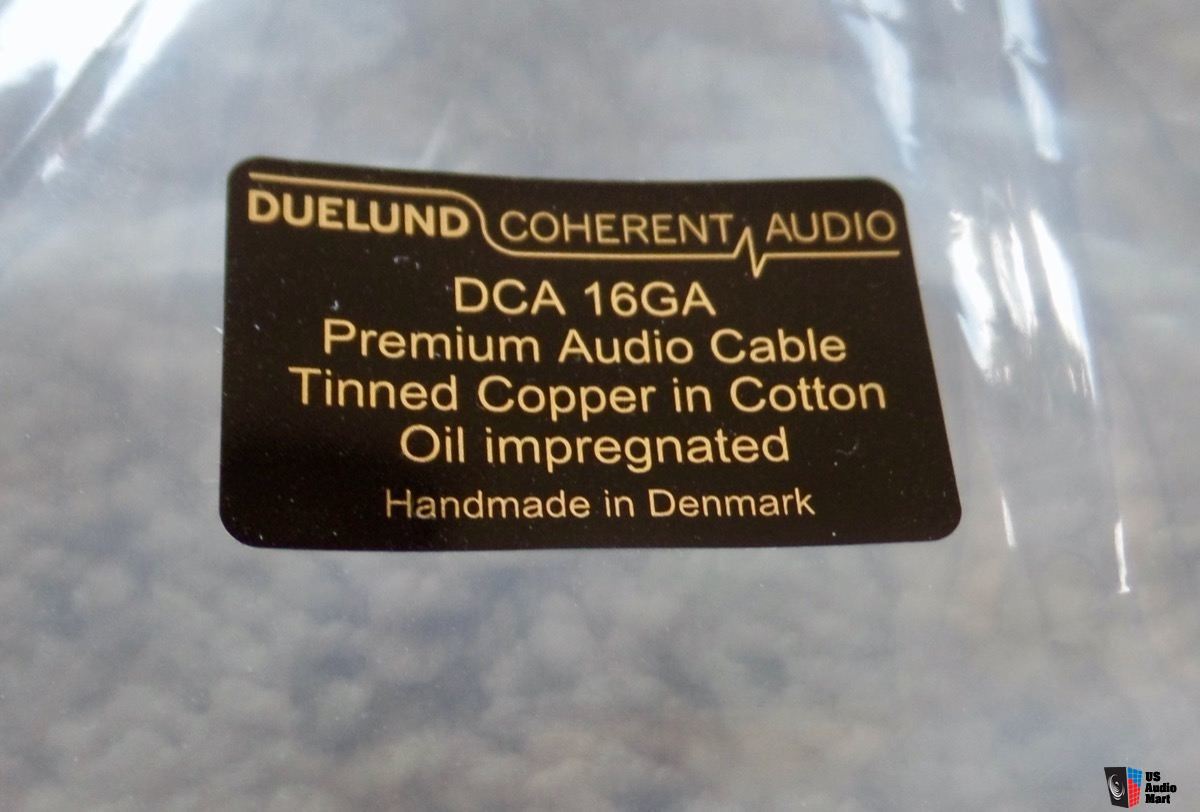 DUELUND COHERENT AUDIO
DCA 16GA
Premium Audio Cable
Tinned Copper in Cotton
Oil impregnated
Handmade in Denmark
US
Audio
Mart